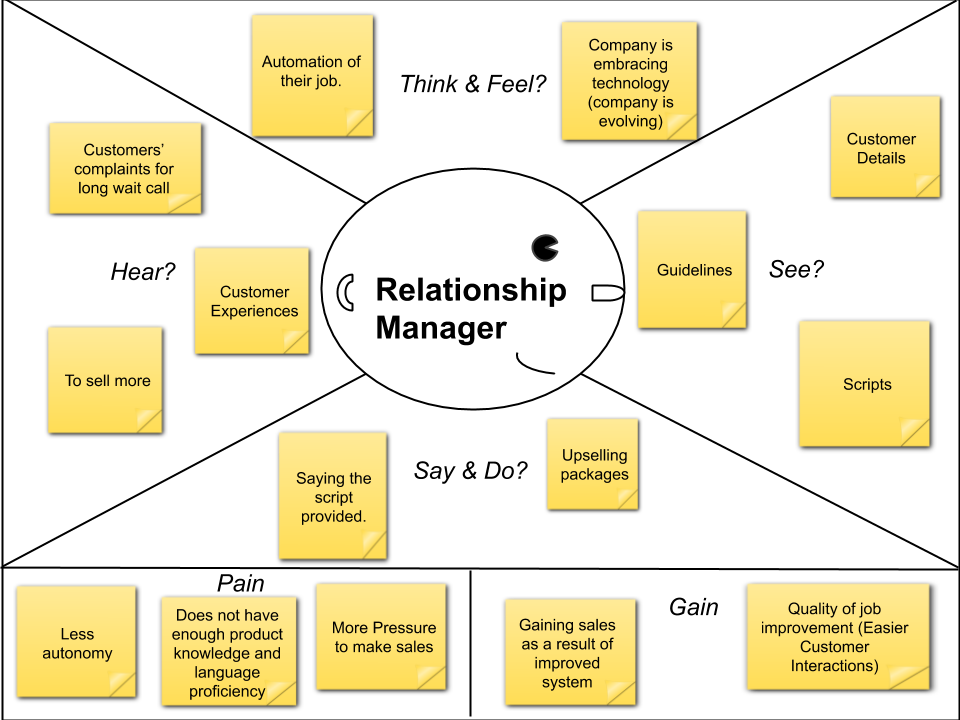 Automation of
their job.
Think & Feel?
Company is
embracing
technology
(company is
evolving)
Customers’
complaints for
long wait call
Customer
Details
Hear?
Customer
Experiences
To sell more
Relationship
Manager
Guidelines
See?
Scripts
Saying the
script
provided.
Say & Do?
Upselling
packages
Pain
Less
autonomy
Does not have
enough product
knowledge and
language
proficiency
More Pressure
to make sales
Gain
Gaining sales
as a result of
improved
system
Quality of job
improvement (Easier
Customer
Interactions)